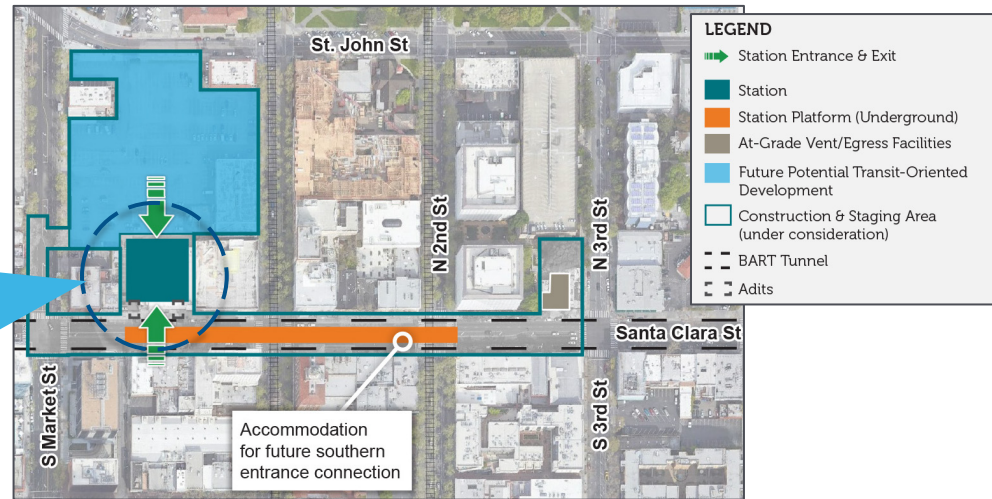 St. John St
N 2nd St
N 3rd St
Santa Clara St
S Market St
S 3rd St
Accommodation
for future southern
entrance connection
LEGEND
Station Entrance & Exit
Station
Station Platform (Underground)
At-Grade Vent/Egress Facilities
Future Potential Transit-Oriented
Development
Construction & Staging Area
(under consideration)
BART Tunnel
Adits